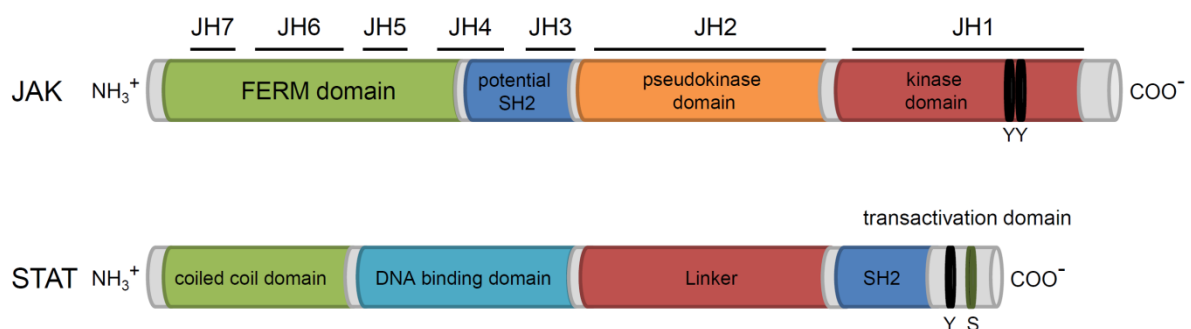 JH7 JH6 JH5 JH4 JH3 JH2 JH1
JAK NH₃⁺ FERM domain potential SH2 pseudokinase domain kinase domain COO⁻
YY
transactivation domain
STAT NH₃⁺ coiled coil domain DNA binding domain Linker SH2 COO⁻
Y S